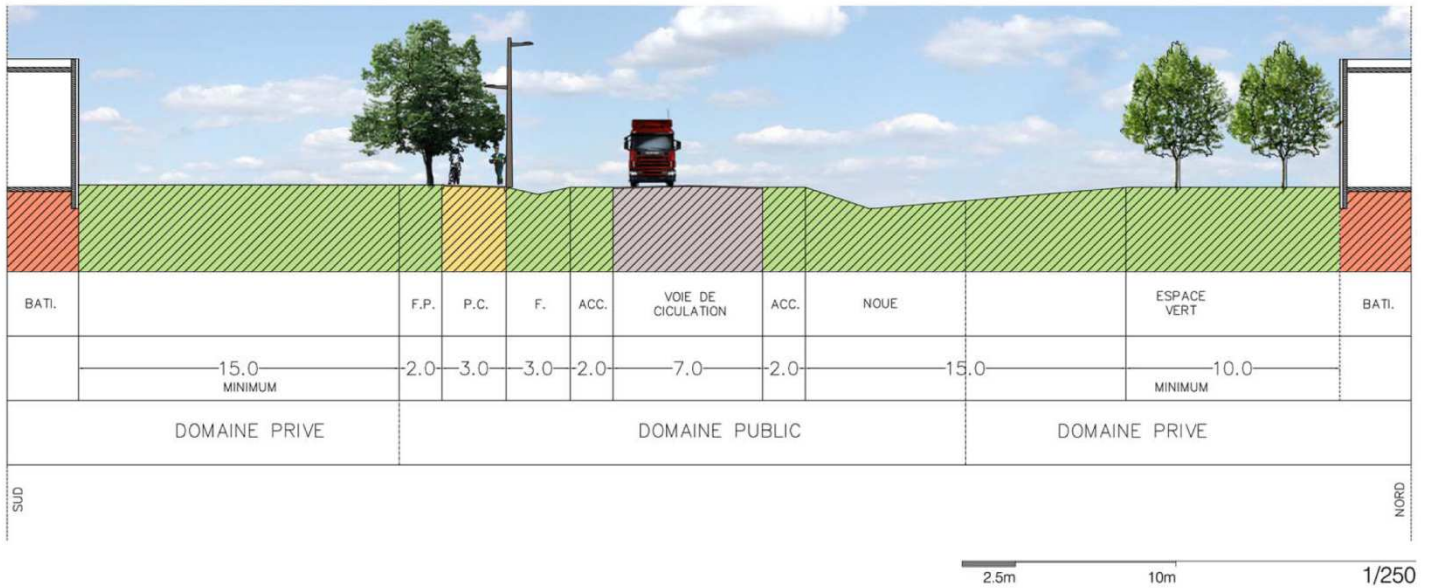 BATI.
F.P.
P.C.
F.
ACC.
VOIE DE
CICULATION
ACC.
NOUE
ESPACE
VERT
BATI.
15.0
MINIMUM
2.0
3.0
3.0
2.0
7.0
2.0
15.0
10.0
MINIMUM
DOMAINE PRIVE
DOMAINE PUBLIC
DOMAINE PRIVE
SUD
NORD
2.5m
10m
1/250